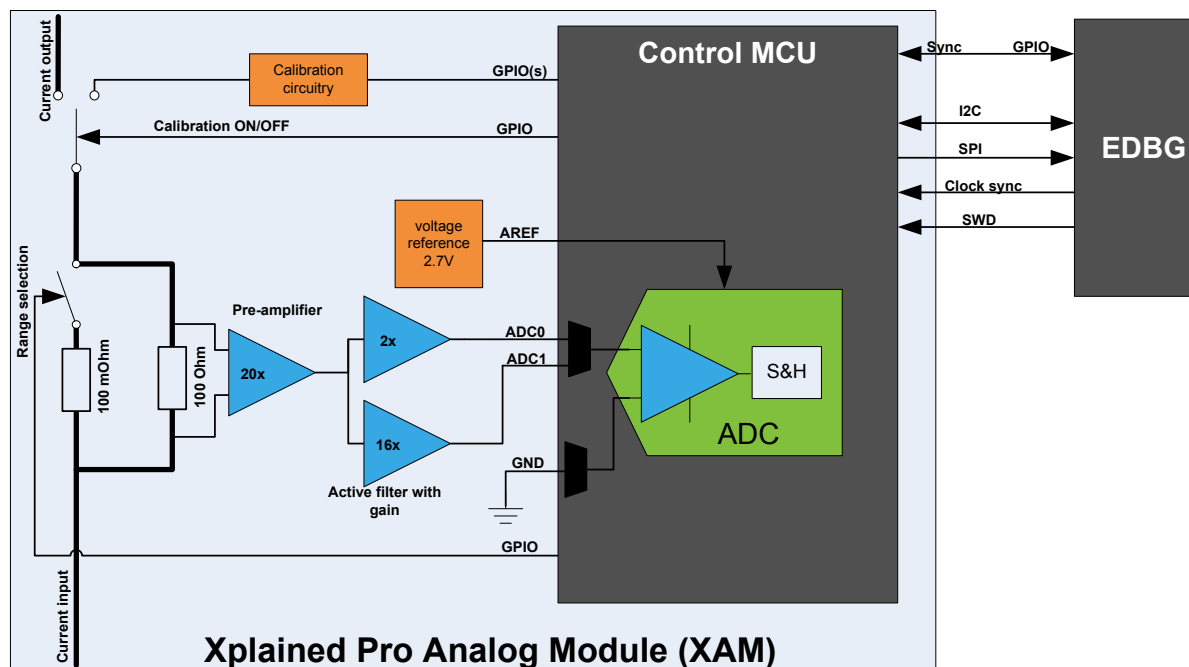 Current output
Calibration
circuitry
GPIO(s)
Control MCU
Sync
GPIO
Calibration ON/OFF
GPIO
I2C
SPI
EDBG
Clock sync
SWD
voltage
reference
2.7V
AREF
Range selection
Pre-amplifier
100 mOhm
100 Ohm
20x
2x
ADC0
ADC1
S&H
ADC
16x
GND
Active filter with
gain
GPIO
Current input
Xplained Pro Analog Module (XAM)